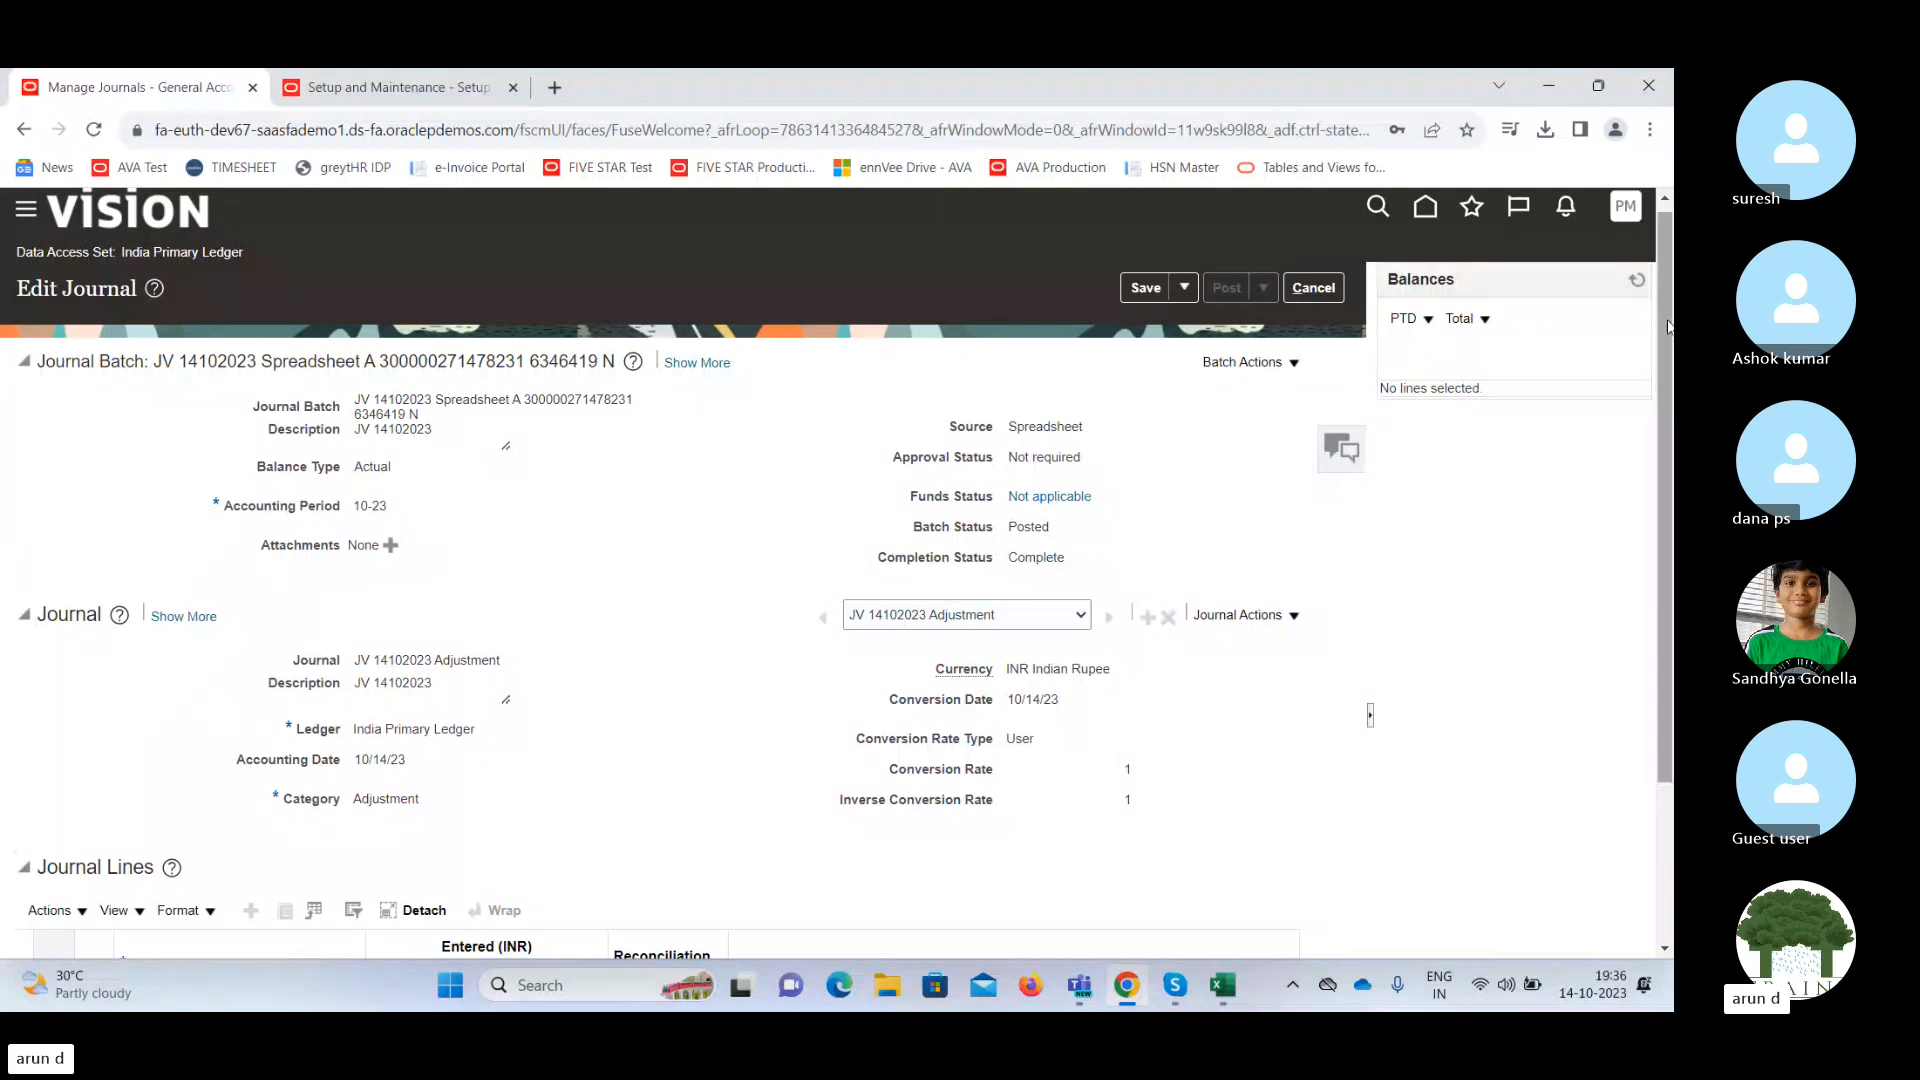 Manage Journals - General Acco
Setup and Maintenance - Setup
fa-euth-dev67-saasfademo1.ds-fa.oraclepdemos.com/fscmUI/faces/FuseWelcome?_afrLoop=7863141336484527&_afrWindowMode=0&_afrWindowId=11w9sk99l8&_adf.ctrl-state...
News
AVA Test
TIMESHEET
greytHR IDP
e-Invoice Portal
FIVE STAR Test
FIVE STAR Producti...
ennVee Drive - AVA
AVA Production
HSN Master
Tables and Views fo...
VISION
PM
Data Access Set: India Primary Ledger
Edit Journal
Save
Post
Cancel
Balances
PTD
Total
No lines selected.
Journal Batch: JV 14102023 Spreadsheet A 300000271478231 6346419 N
Show More
Batch Actions
Journal Batch JV 14102023 Spreadsheet A 300000271478231
6346419 N
Description JV 14102023
Balance Type Actual
* Accounting Period 10-23
Attachments None
Source Spreadsheet
Approval Status Not required
Funds Status Not applicable
Batch Status Posted
Completion Status Complete
Journal
Show More
JV 14102023 Adjustment
Journal Actions
Journal JV 14102023 Adjustment
Description JV 14102023
* Ledger India Primary Ledger
Accounting Date 10/14/23
* Category Adjustment
Currency INR Indian Rupee
Conversion Date 10/14/23
Conversion Rate Type User
Conversion Rate 1
Inverse Conversion Rate 1
Journal Lines
Actions
View
Format
Detach
Wrap
Entered (INR)
Reconciliation
30°C
Partly cloudy
Search
NEW
ENG
IN
19:36
14-10-2023
suresh
Ashok kumar
dana ps
Sandhya Gonella
Guest user
arun d
arun d